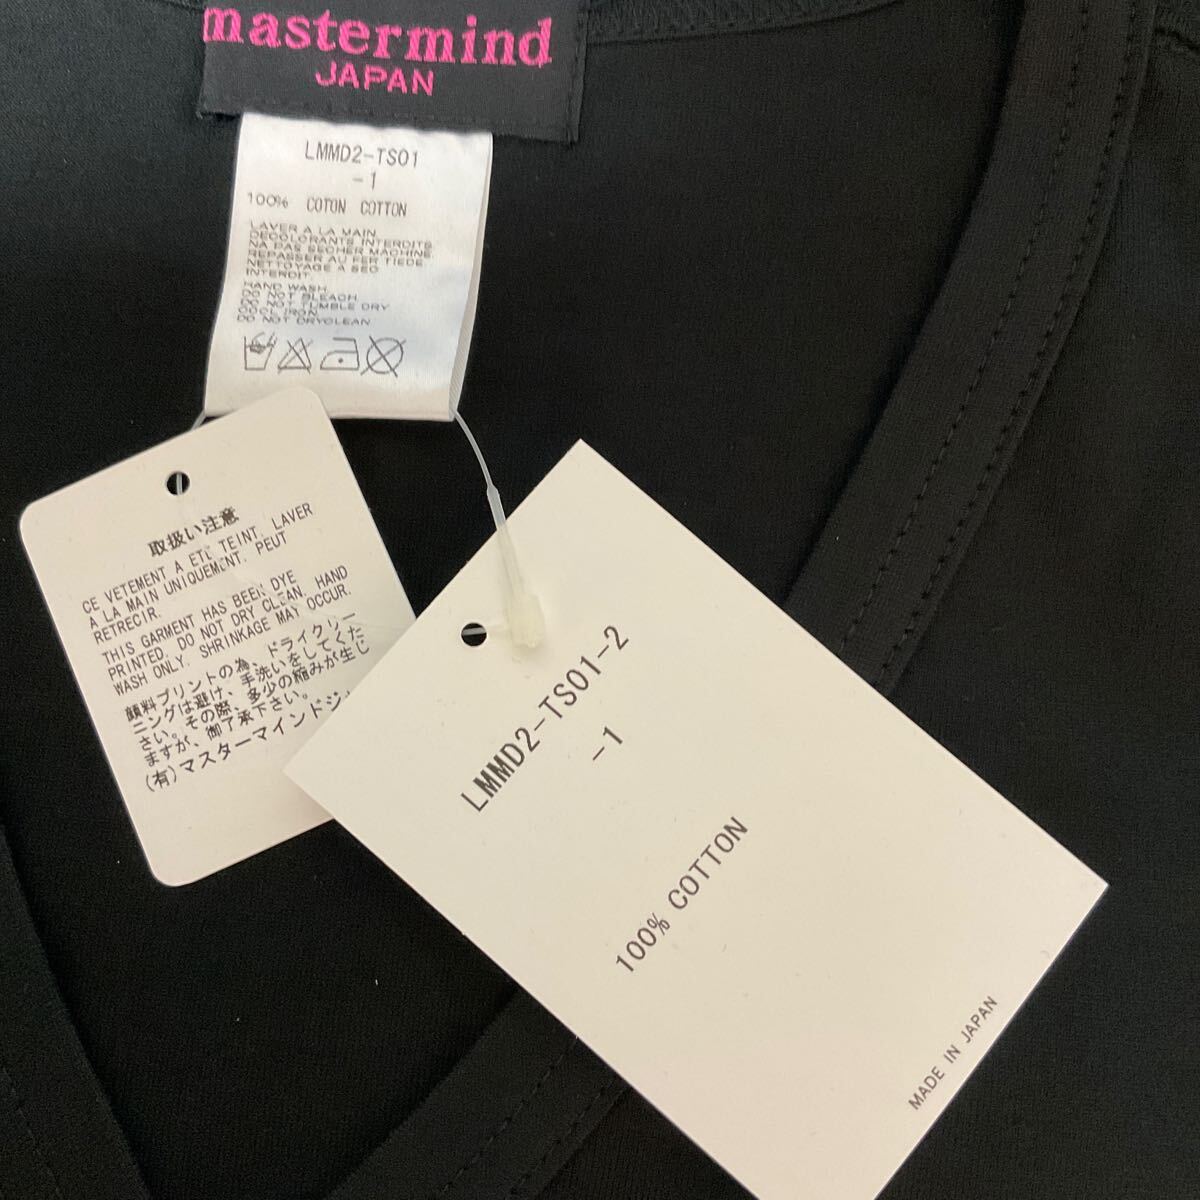 mastermind
JAPAN
LMMD2-TS01
-1
100% COTON COTTON
LAVER A LA MAIN
DECOLORANTS INTERDITS
NA PAS SECHER MACHINE
REPASSER AU FER TIEDE
NETTOYAGE A SEC
INTERDIT.
HAND WASH
DO NOT BLEACH
DO NOT TUMBLE DRY
COOL IRON
DO NOT DRYCLEAN
取扱い注意
CE VETEMENT A ETE TEINT. LAVER
A LA MAIN UNIQUEMENT. PEUT
RETRECIR.
THIS GARMENT HAS BEEN DYE
PRINTED. DO NOT DRY CLEAN. HAND
WASH ONLY. SHRINKAGE MAY OCCUR.
顔料プリントの為、ドライクリー
ニングは避け、手洗いをしてくだ
さい。その際、多少の縮みが生じ
ますが、御了承下さい。
(有)マスターマインドジャ
LMMD2-TS01-2
-1
100% COTTON
MADE IN JAPAN